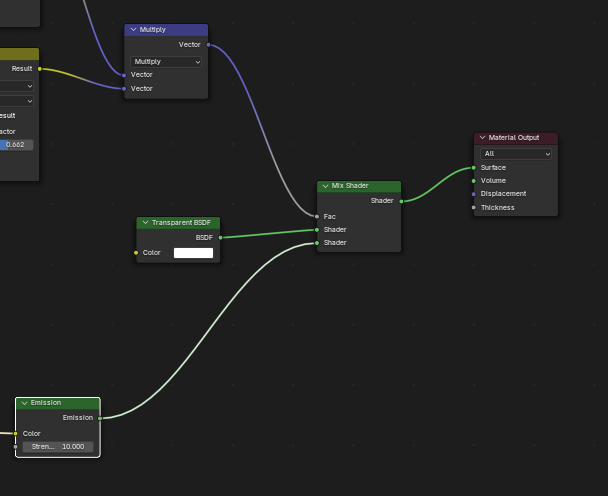 Multiply
Vector
Multiply
Vector
Vector
Result
esult
actor
0.662
Material Output
All
Surface
Volume
Displacement
Thickness
Mix Shader
Shader
Fac
Shader
Shader
Transparent BSDF
BSDF
Color
Emission
Emission
Color
Stren... 10.000